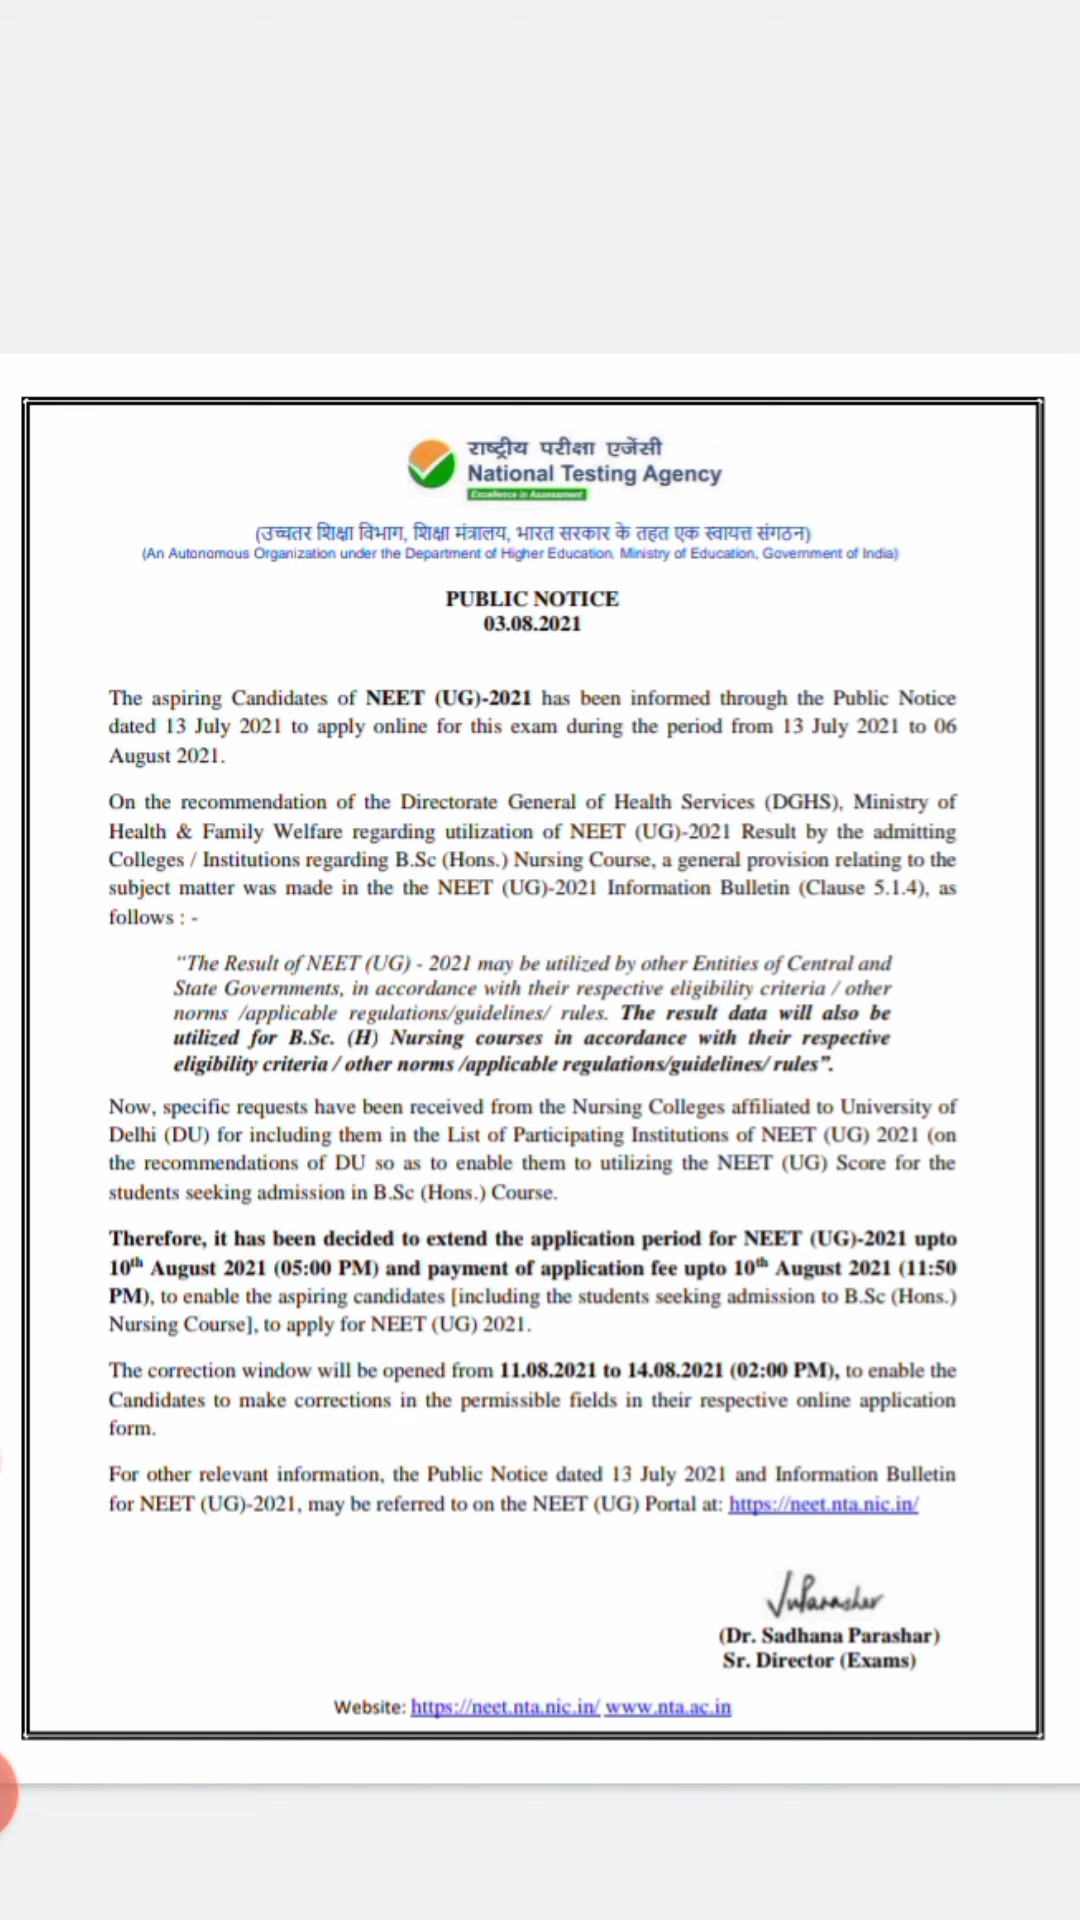 राष्ट्रीय परीक्षा एजेंसी
National Testing Agency
Excellence in Assessment
(उच्चतर शिक्षा विभाग, शिक्षा मंत्रालय, भारत सरकार के तहत एक स्वायत्त संगठन)
(An Autonomous Organization under the Department of Higher Education, Ministry of Education, Government of India)
PUBLIC NOTICE
03.08.2021
The aspiring Candidates of NEET (UG)-2021 has been informed through the Public Notice
dated 13 July 2021 to apply online for this exam during the period from 13 July 2021 to 06
August 2021.
On the recommendation of the Directorate General of Health Services (DGHS), Ministry of
Health & Family Welfare regarding utilization of NEET (UG)-2021 Result by the admitting
Colleges / Institutions regarding B.Sc (Hons.) Nursing Course, a general provision relating to the
subject matter was made in the the NEET (UG)-2021 Information Bulletin (Clause 5.1.4), as
follows : -
“The Result of NEET (UG) - 2021 may be utilized by other Entities of Central and
State Governments, in accordance with their respective eligibility criteria / other
norms /applicable regulations/guidelines/ rules. The result data will also be
utilized for B.Sc. (H) Nursing courses in accordance with their respective
eligibility criteria / other norms /applicable regulations/guidelines/ rules”.
Now, specific requests have been received from the Nursing Colleges affiliated to University of
Delhi (DU) for including them in the List of Participating Institutions of NEET (UG) 2021 (on
the recommendations of DU so as to enable them to utilizing the NEET (UG) Score for the
students seeking admission in B.Sc (Hons.) Course.
Therefore, it has been decided to extend the application period for NEET (UG)-2021 upto
10th August 2021 (05:00 PM) and payment of application fee upto 10th August 2021 (11:50
PM), to enable the aspiring candidates [including the students seeking admission to B.Sc (Hons.)
Nursing Course], to apply for NEET (UG) 2021.
The correction window will be opened from 11.08.2021 to 14.08.2021 (02:00 PM), to enable the
Candidates to make corrections in the permissible fields in their respective online application
form.
For other relevant information, the Public Notice dated 13 July 2021 and Information Bulletin
for NEET (UG)-2021, may be referred to on the NEET (UG) Portal at: https://neet.nta.nic.in/
(Dr. Sadhana Parashar)
Sr. Director (Exams)
Website: https://neet.nta.nic.in/ www.nta.ac.in